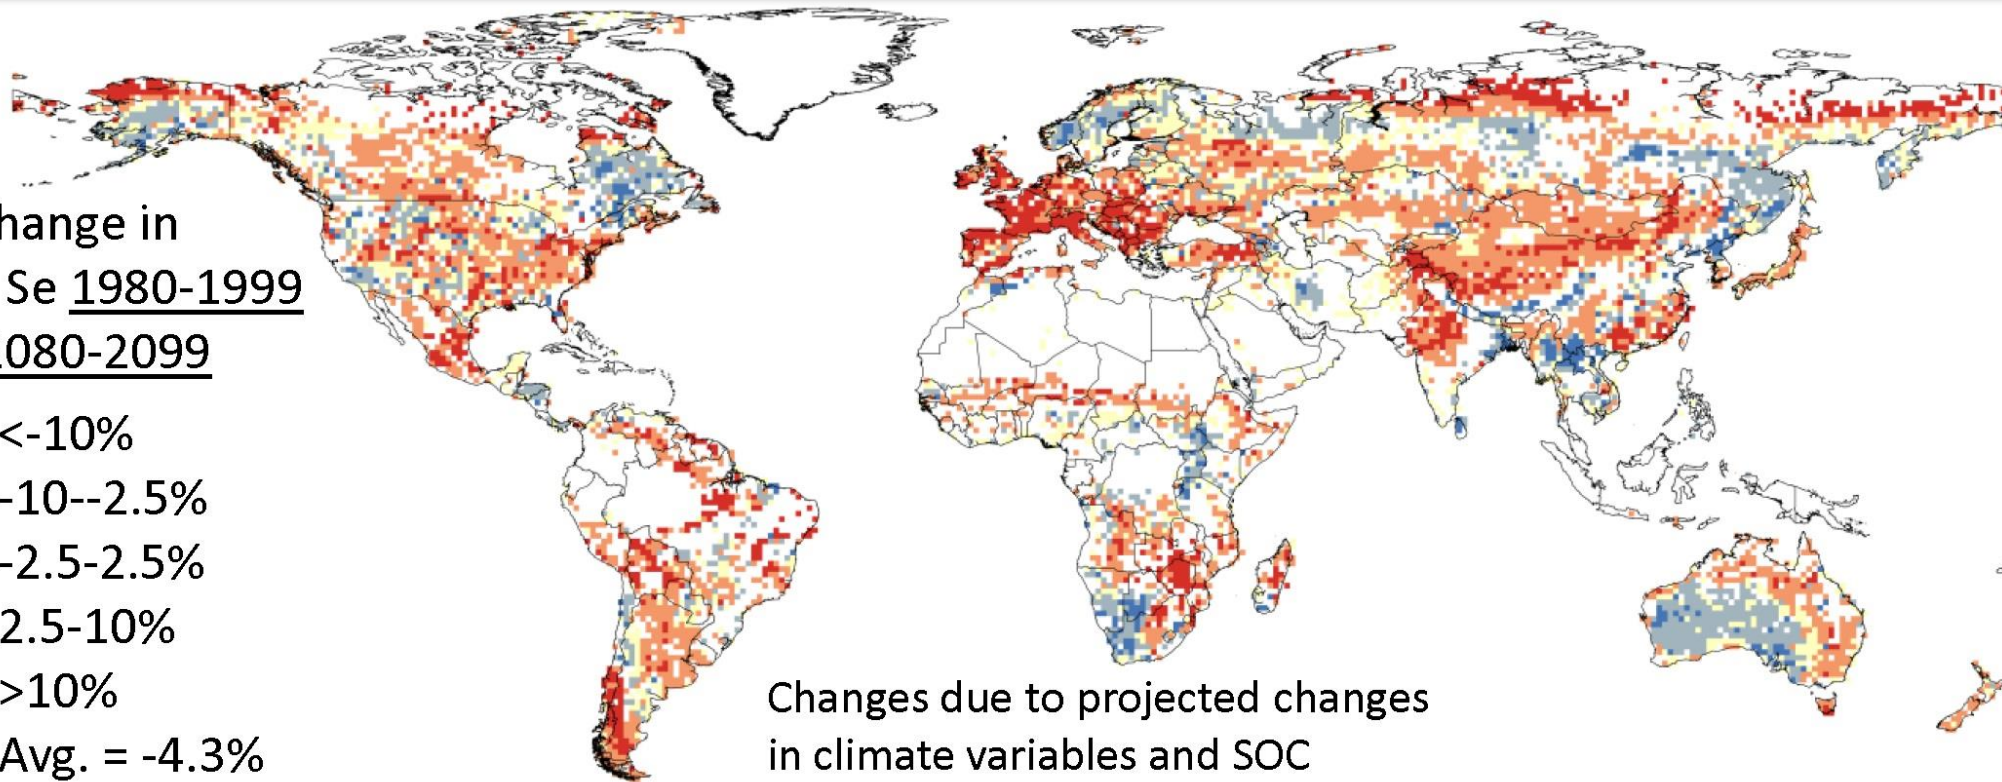 hange in
Se 1980-1999
080-2099
<-10%
-10--2.5%
-2.5-2.5%
2.5-10%
>10%
Avg. = -4.3%
Changes due to projected changes
in climate variables and SOC